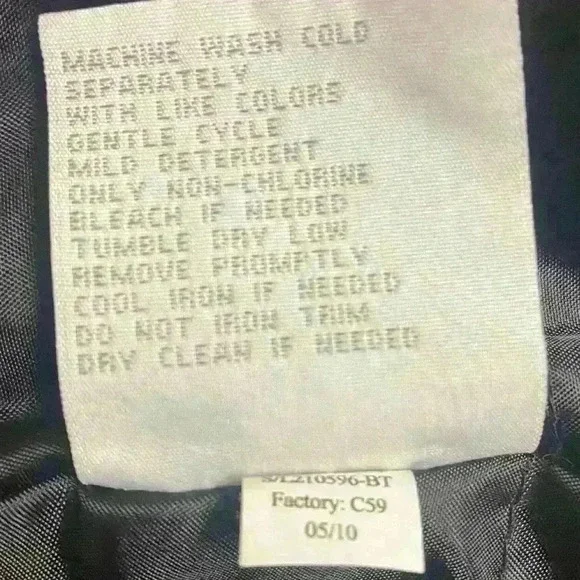 MACHINE WASH COLD
SEPARATELY
WITH LIKE COLORS
GENTLE CYCLE
MILD DETERGENT
ONLY NON-CHLORINE
BLEACH IF NEEDED
TUMBLE DRY LOW
REMOVE PROMPTLY
COOL IRON IF NEEDED
DO NOT IRON TRIM
DRY CLEAN IF NEEDED
S/L210596-BT
Factory: C59
05/10